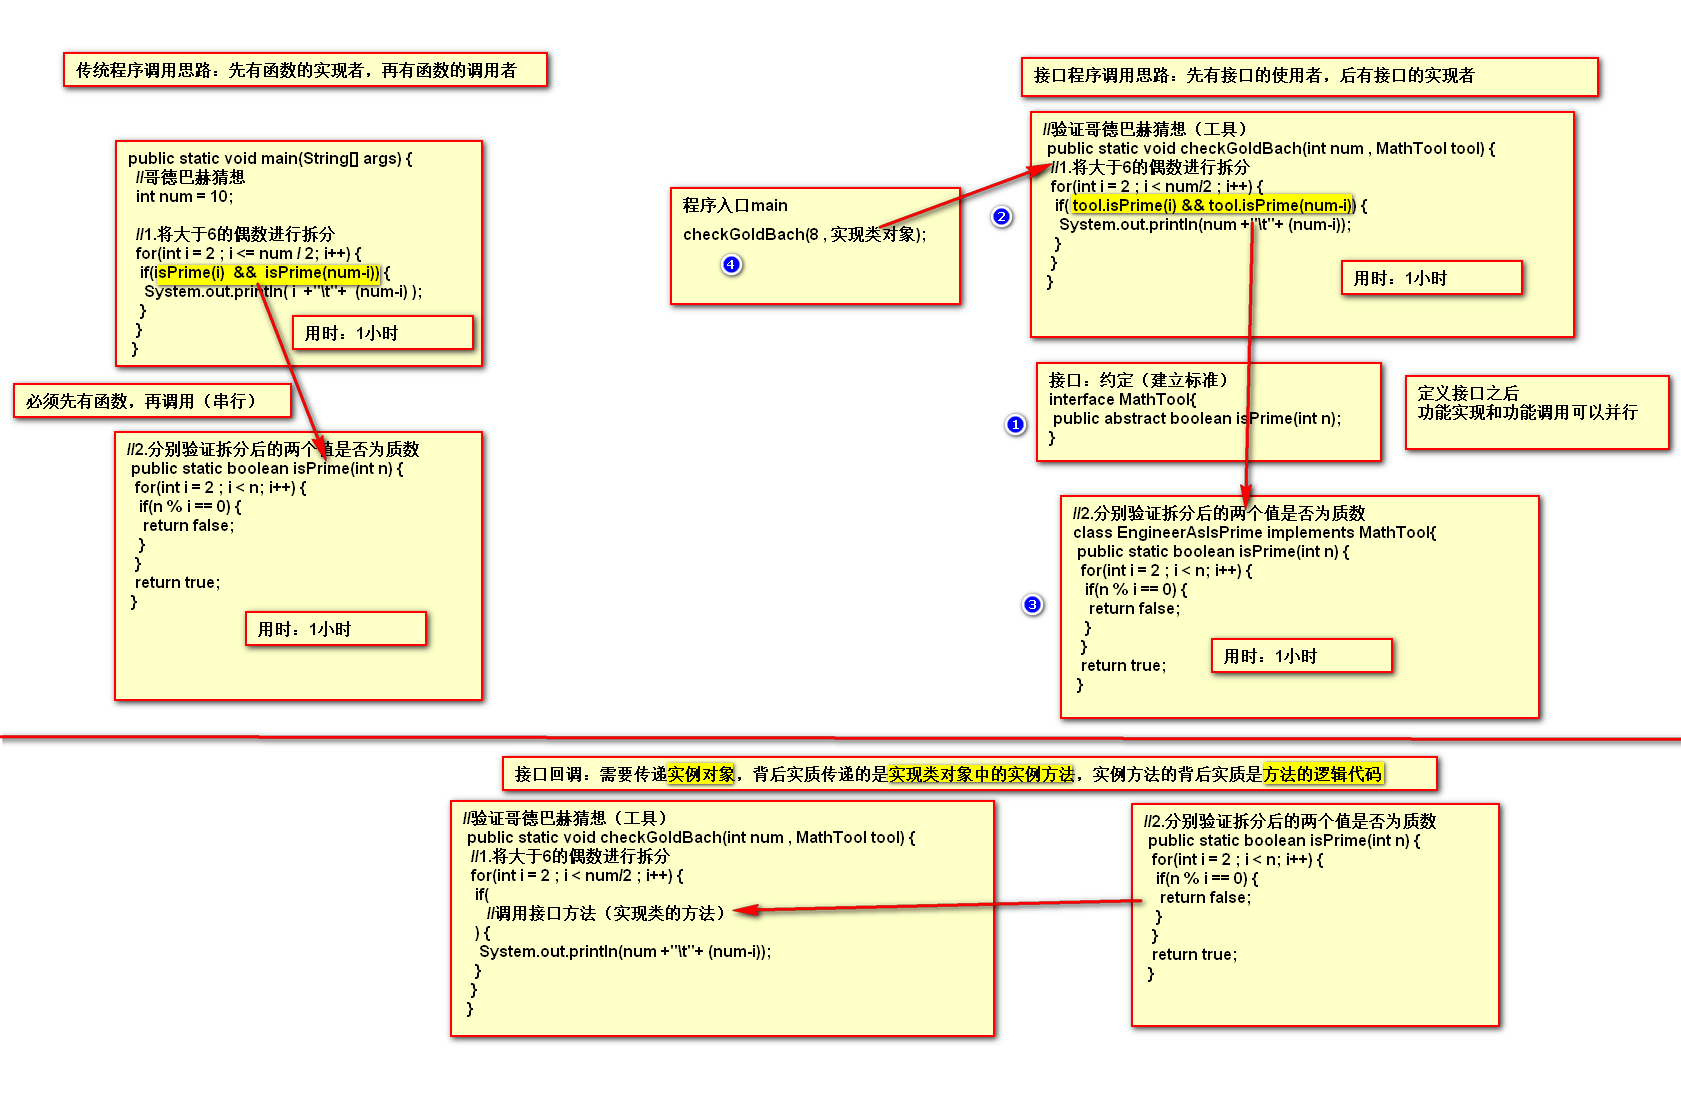 传统程序调用思路：先有函数的实现者，再有函数的调用者
public static void main(String[] args) {
//哥德巴赫猜想
int num = 10;
//1.将大于6的偶数进行拆分
for(int i = 2 ; i <= num / 2; i++) {
if(isPrime(i) && isPrime(num-i)) {
System.out.println( i +"\t"+ (num-i) );
}
}
}
用时：1小时
必须先有函数，再调用（串行）
//2.分别验证拆分后的两个值是否为质数
public static boolean isPrime(int n) {
for(int i = 2 ; i < n; i++) {
if(n % i == 0) {
return false;
}
}
return true;
}
用时：1小时
接口程序调用思路：先有接口的使用者，后有接口的实现者
程序入口main
checkGoldBach(8 , 实现类对象);
4
2
//验证哥德巴赫猜想（工具）
public static void checkGoldBach(int num , MathTool tool) {
//1.将大于6的偶数进行拆分
for(int i = 2 ; i < num/2 ; i++) {
if( tool.isPrime(i) && tool.isPrime(num-i)) {
System.out.println(num +"\t"+ (num-i));
}
}
}
用时：1小时
1
接口：约定（建立标准）
interface MathTool{
public abstract boolean isPrime(int n);
}
定义接口之后
功能实现和功能调用可以并行
3
//2.分别验证拆分后的两个值是否为质数
class EngineerAsIsPrime implements MathTool{
public static boolean isPrime(int n) {
for(int i = 2 ; i < n; i++) {
if(n % i == 0) {
return false;
}
}
return true;
}
用时：1小时
接口回调：需要传递实例对象，背后实质传递的是实现类对象中的实例方法，实例方法的背后实质是方法的逻辑代码
//验证哥德巴赫猜想（工具）
public static void checkGoldBach(int num , MathTool tool) {
//1.将大于6的偶数进行拆分
for(int i = 2 ; i < num/2 ; i++) {
if(
//调用接口方法（实现类的方法）
) {
System.out.println(num +"\t"+ (num-i));
}
}
}
//2.分别验证拆分后的两个值是否为质数
public static boolean isPrime(int n) {
for(int i = 2 ; i < n; i++) {
if(n % i == 0) {
return false;
}
}
return true;
}